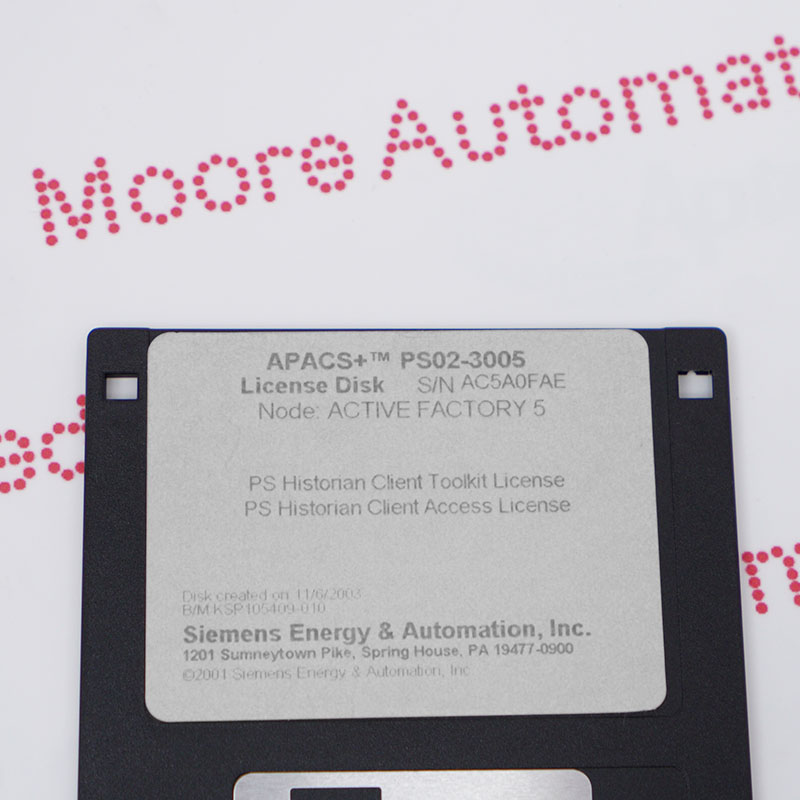 Moore Automat
APACS+™ PS02-3005
License Disk S/N AC5A0FAE
Node: ACTIVE FACTORY 5
PS Historian Client Toolkit License
PS Historian Client Access License
Disk created on 11/6/2003
B/M KSP105409-010
Siemens Energy & Automation, Inc.
1201 Sumneytown Pike, Spring House, PA 19477-0900
©2001 Siemens Energy & Automation, Inc